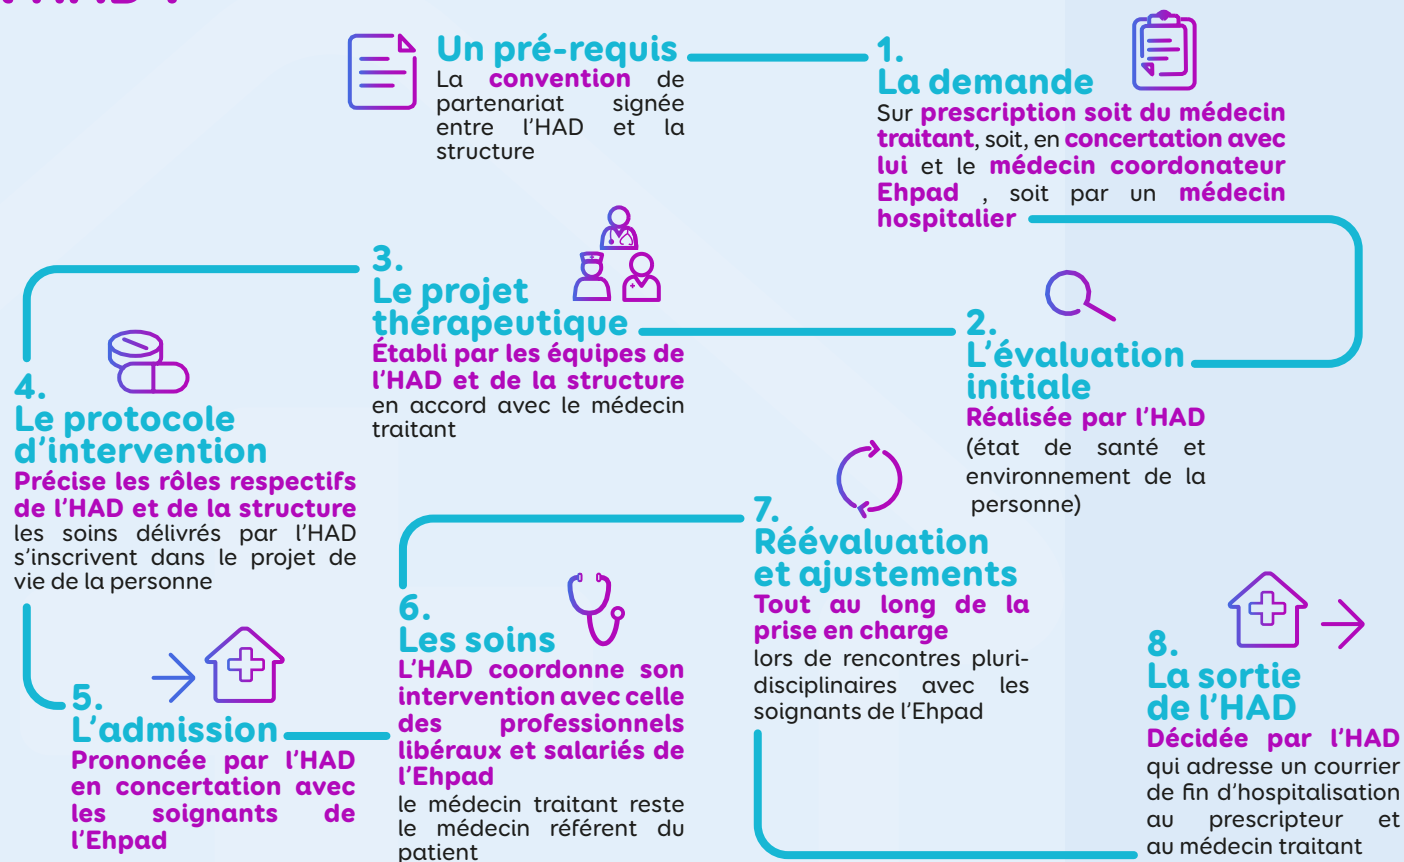 Un pré-requis
La convention de
partenariat signée
entre l'HAD et la
structure
1.
La demande
Sur prescription soit du médecin
traitant, soit, en concertation avec
lui et le médecin coordonateur
Ehpad , soit par un médecin
hospitalier
2.
L'évaluation
initiale
Réalisée par l'HAD
(état de santé et
environnement de la
personne)
3.
Le projet
thérapeutique
Établi par les équipes de
l'HAD et de la structure
en accord avec le médecin
traitant
4.
Le protocole
d'intervention
Précise les rôles respectifs
de l'HAD et de la structure
les soins délivrés par l'HAD
s'inscrivent dans le projet de
vie de la personne
5.
L'admission
Prononcée par l'HAD
en concertation avec
les soignants de
l'Ehpad
6.
Les soins
L'HAD coordonne son
intervention avec celle
des professionnels
libéraux et salariés de
l'Ehpad
le médecin traitant reste
le médecin référent du
patient
7.
Réévaluation
et ajustements
Tout au long de la
prise en charge
lors de rencontres pluri-
disciplinaires avec les
soignants de l'Ehpad
8.
La sortie
de l'HAD
Décidée par l'HAD
qui adresse un courrier
de fin d'hospitalisation
au prescripteur et
au médecin traitant